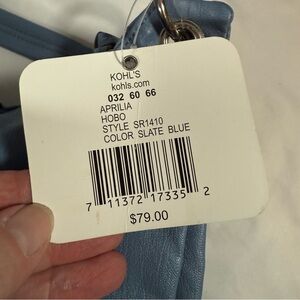 KOHL'S
kohls.com
032 60 66
APRILIA
HOBO
STYLE SR1410
COLOR SLATE BLUE
7 11372 17335 2
$79.00